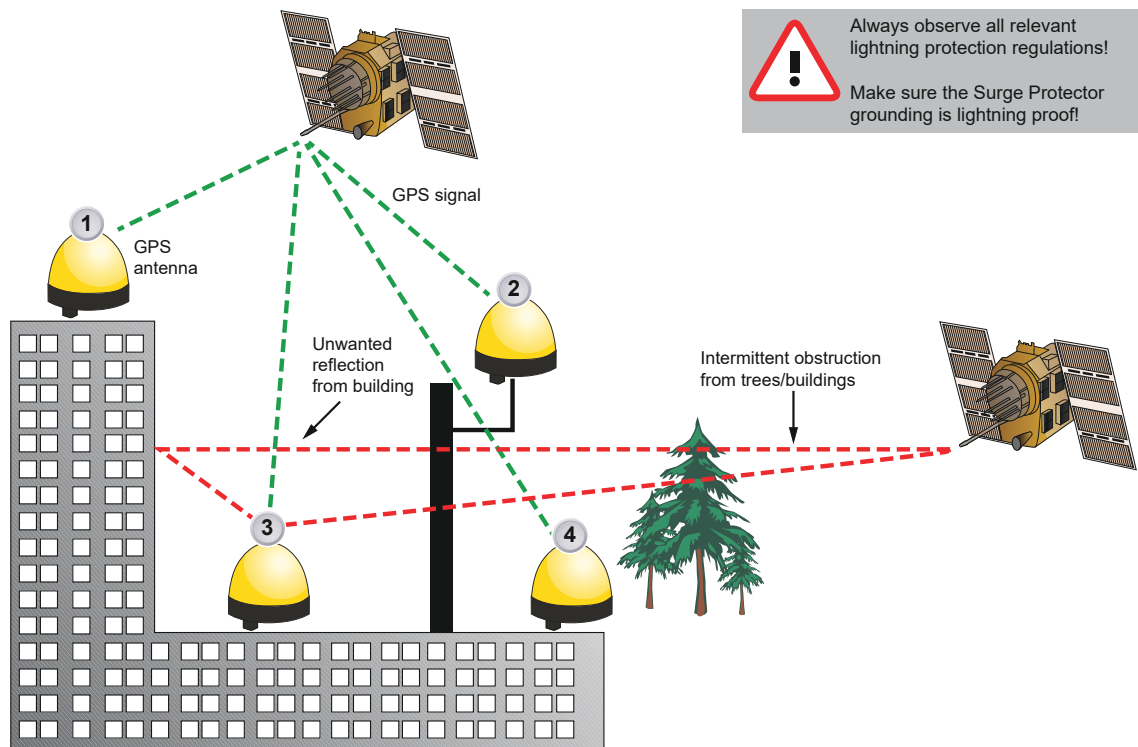 Always observe all relevant
lightning protection regulations!
Make sure the Surge Protector
grounding is lightning proof!
GPS signal
1
GPS
antenna
2
Unwanted
reflection
from building
Intermittent obstruction
from trees/buildings
3
4